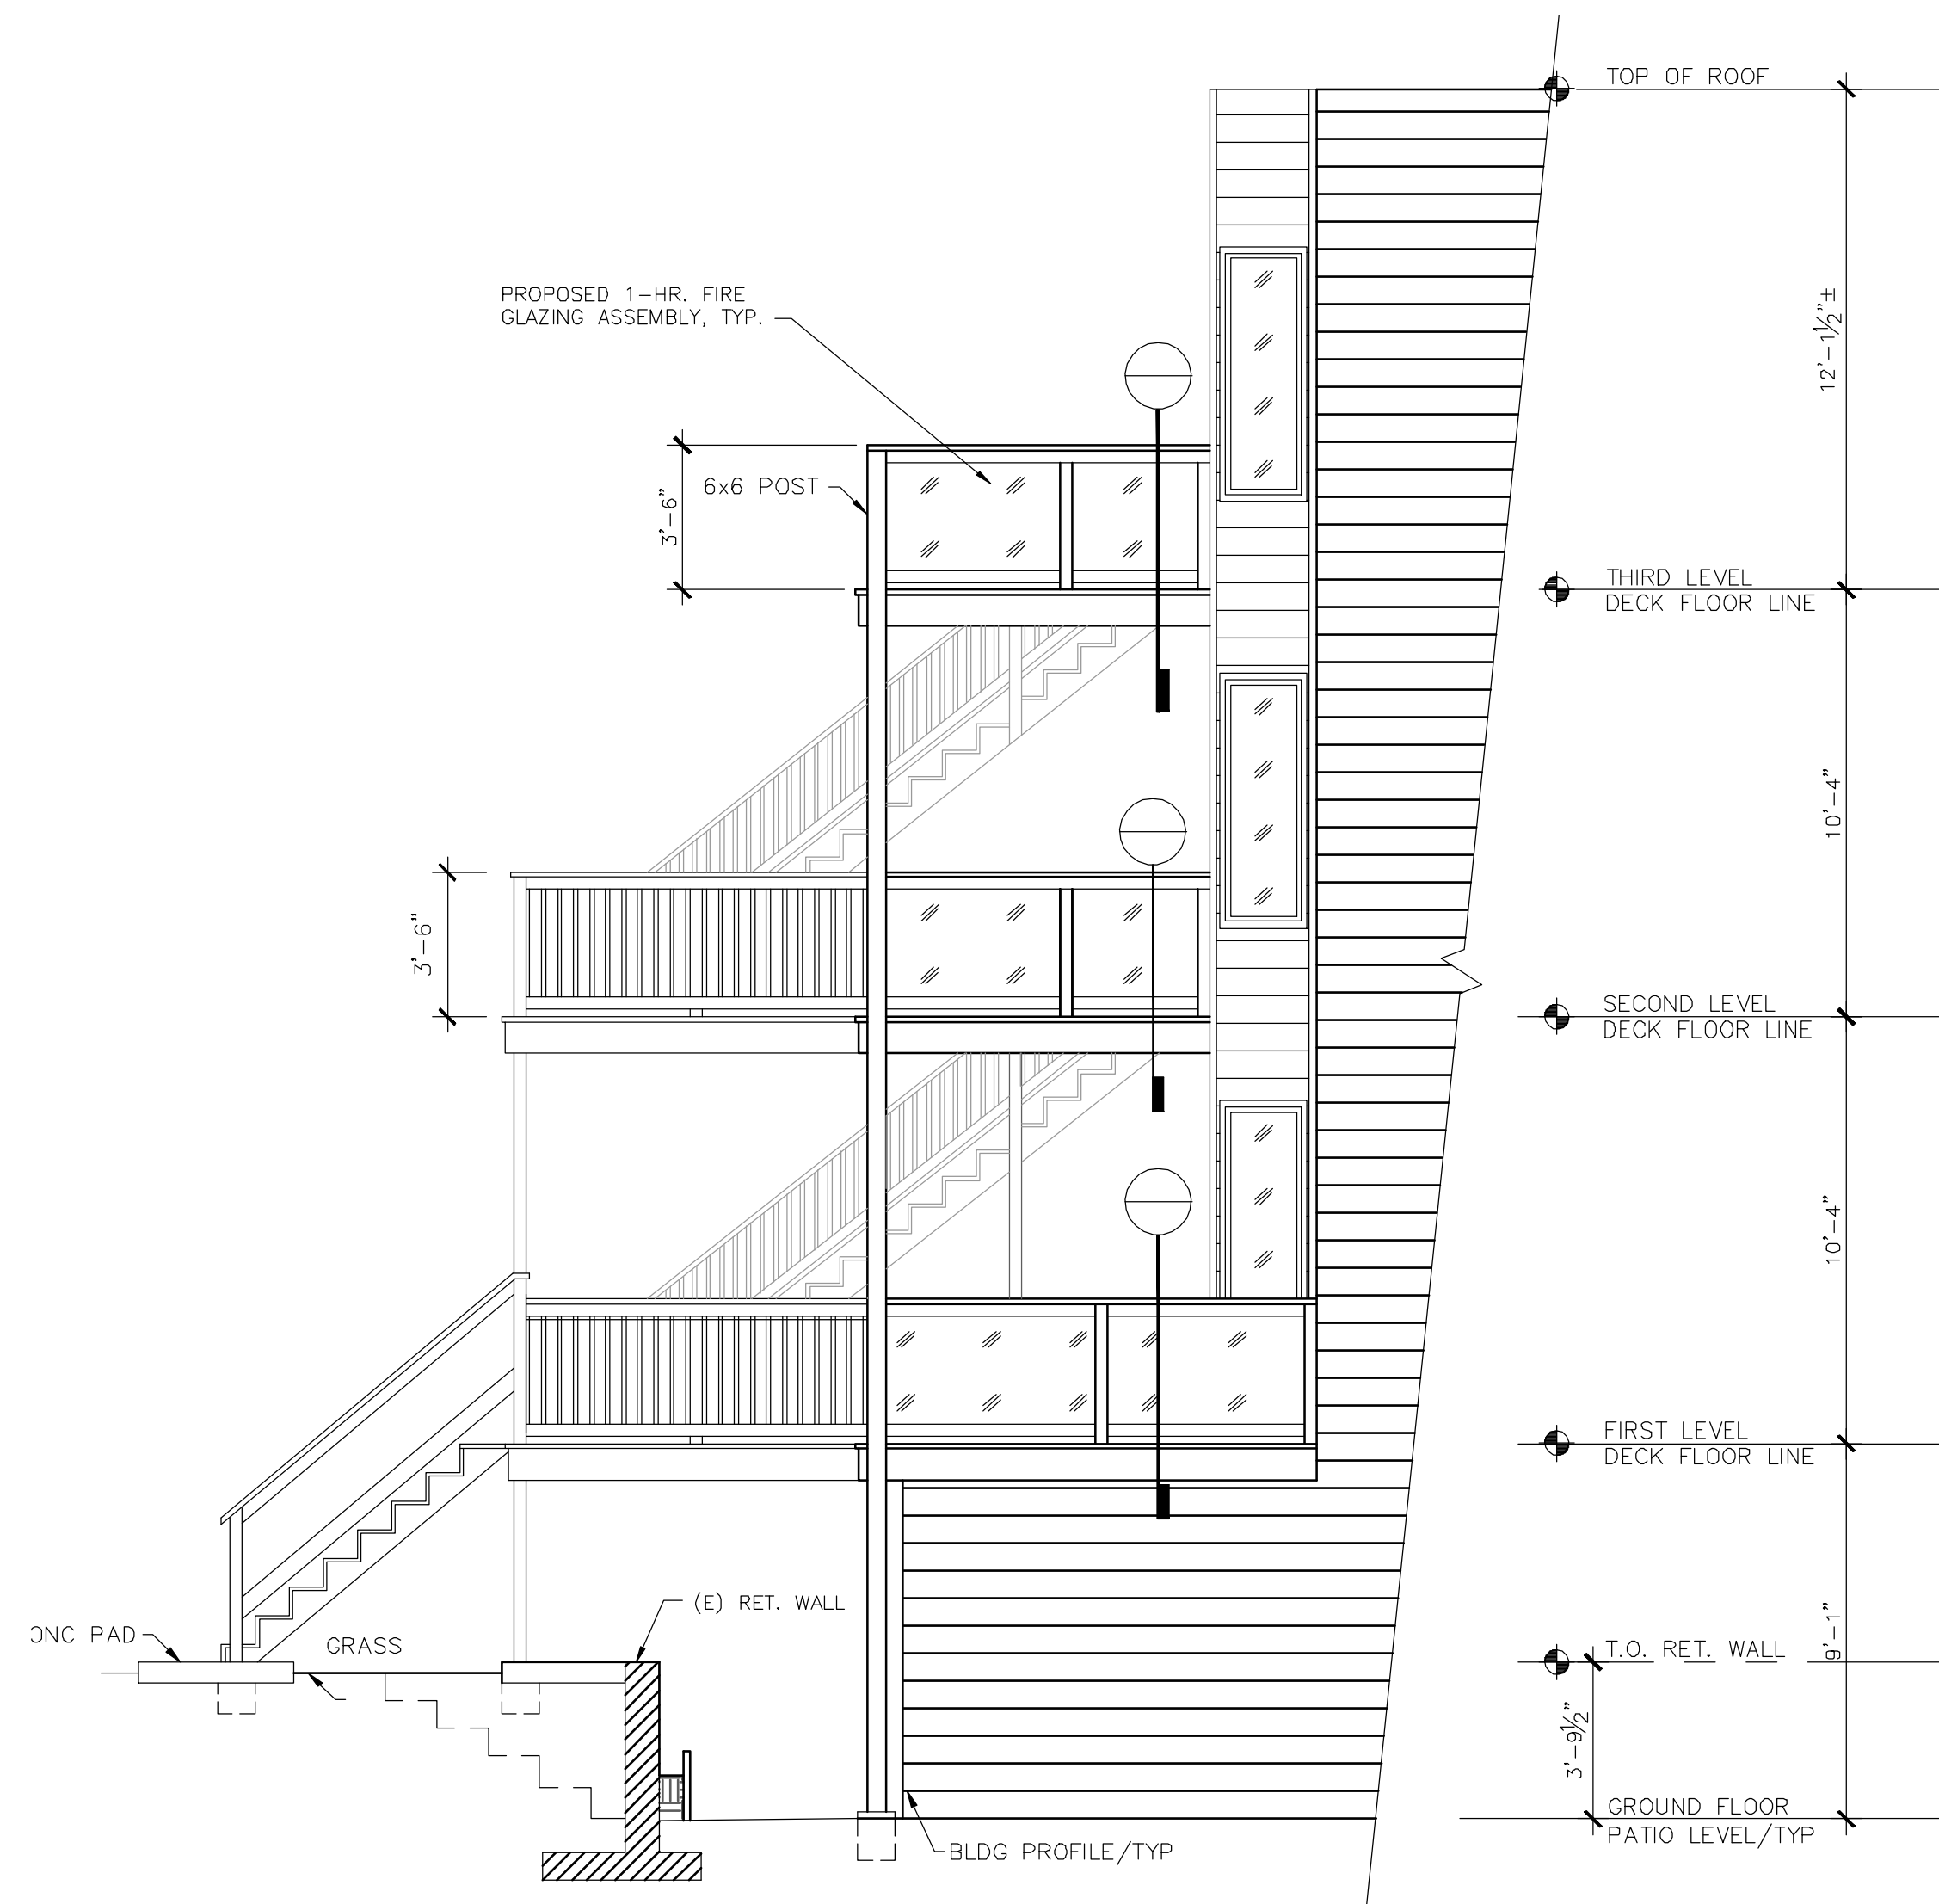 TOP OF ROOF
PROPOSED 1-HR. FIRE
GLAZING ASSEMBLY, TYP.
12'-1½"±
6x6 POST
3'-6"
THIRD LEVEL
DECK FLOOR LINE
10'-4"
3'-6"
SECOND LEVEL
DECK FLOOR LINE
10'-4"
FIRST LEVEL
DECK FLOOR LINE
(E) RET. WALL
ONC PAD
GRASS
T.O. RET. WALL
9'-1"
3'-9½"
GROUND FLOOR
PATIO LEVEL/TYP
BLDG PROFILE/TYP